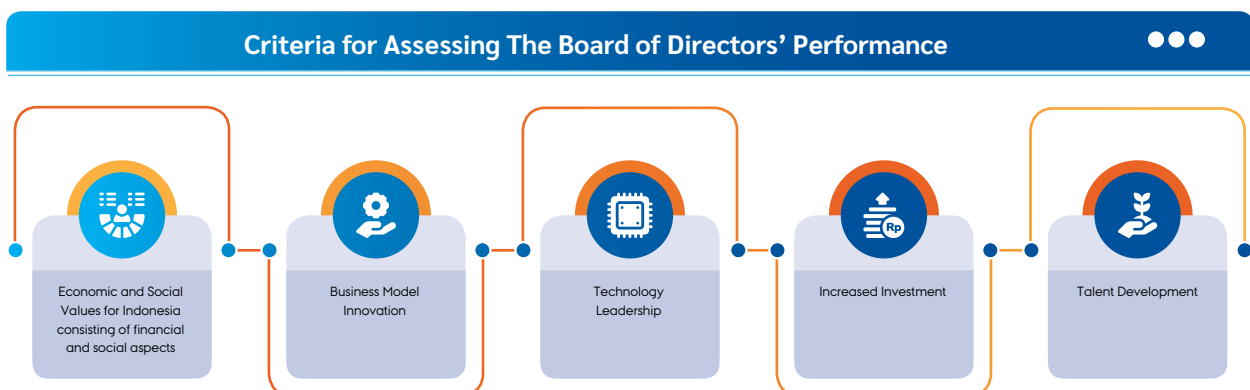 Criteria for Assessing The Board of Directors’ Performance
Economic and Social
Values for Indonesia
consisting of financial
and social aspects
Business Model
Innovation
Technology
Leadership
Rp
Increased Investment
Talent Development